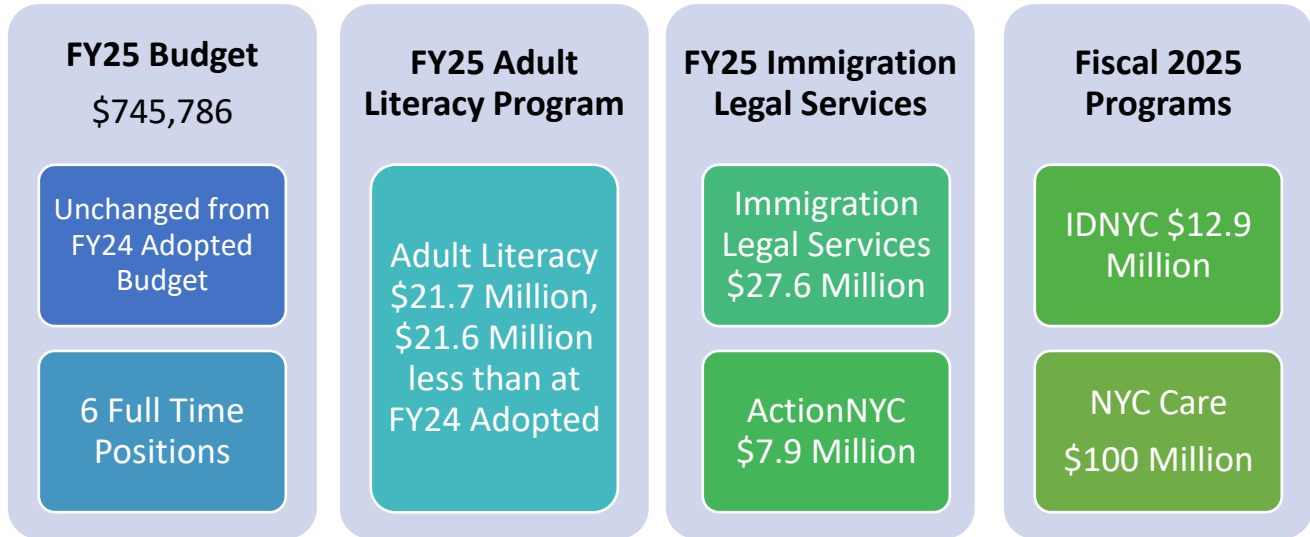 FY25 Budget
$745,786
Unchanged from
FY24 Adopted
Budget
6 Full Time
Positions
FY25 Adult
Literacy Program
Adult Literacy
$21.7 Million,
$21.6 Million
less than at
FY24 Adopted
FY25 Immigration
Legal Services
Immigration
Legal Services
$27.6 Million
ActionNYC
$7.9 Million
Fiscal 2025
Programs
IDNYC $12.9
Million
NYC Care
$100 Million